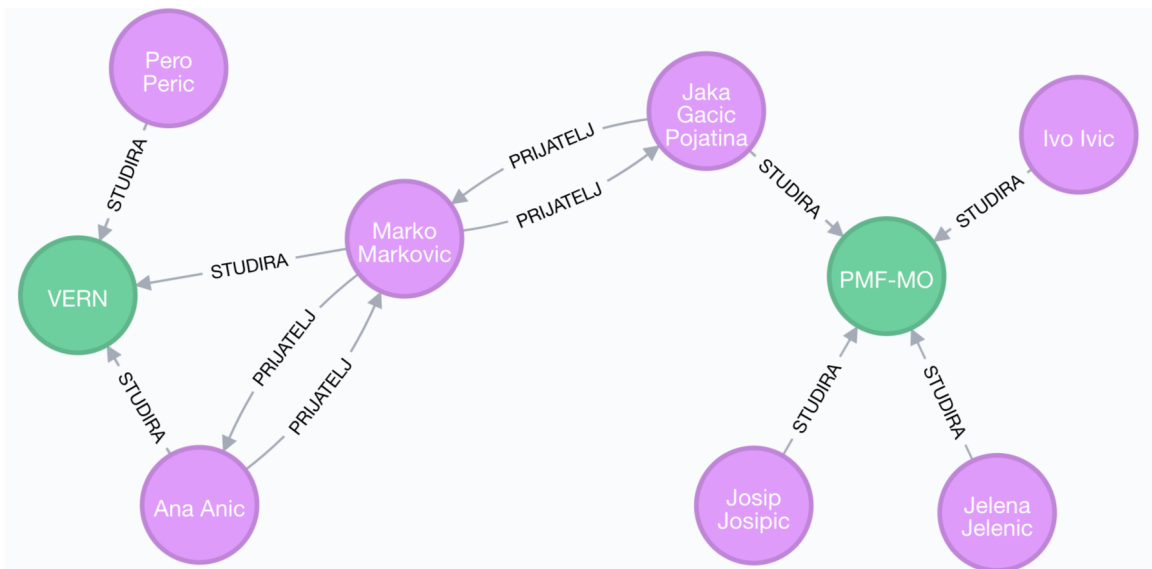 Pero
Peric
STUDIRA
VERN
STUDIRA
Marko
Markovic
PRIJATELJ
PRIJATELJ
Jaka
Gacic
Pojatina
STUDIRA
Ivo Ivic
STUDIRA
PMF-MO
PRIJATELJ
PRIJATELJ
STUDIRA
Ana Anic
STUDIRA
Josip
Josipic
STUDIRA
Jelena
Jelenic